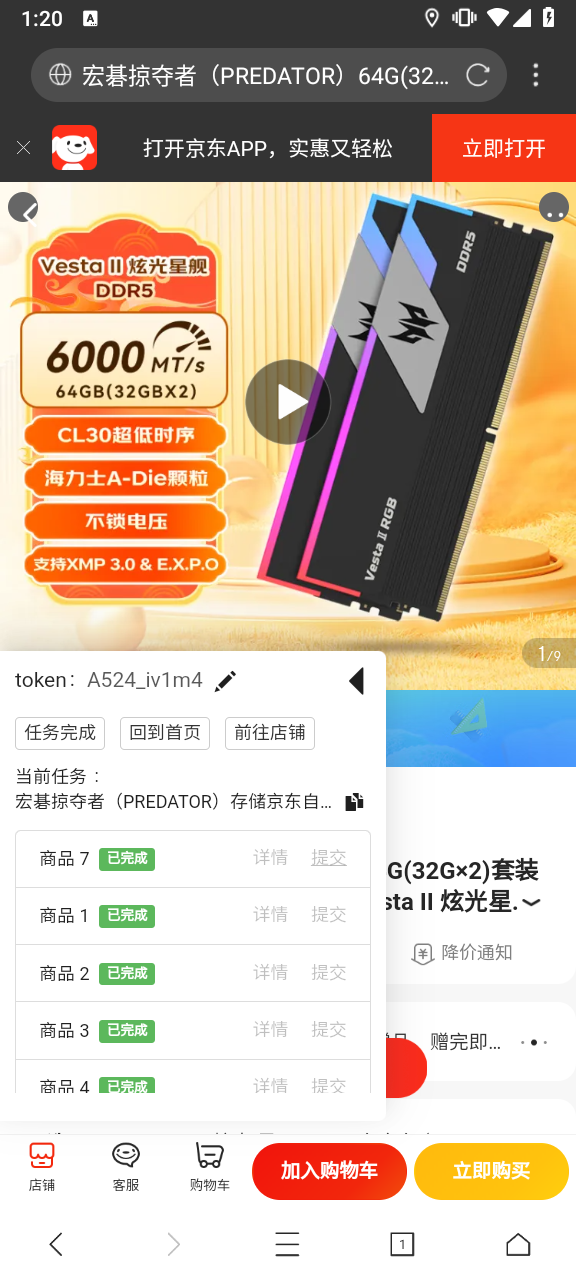 1:20
A
宏碁掠夺者（PREDATOR）64G(32...
打开京东APP，实惠又轻松
立即打开
Vesta II 炫光星舰
DDR5
6000 MT/s
64GB(32GBX2)
CL30超低时序
海力士A-Die颗粒
不锁电压
支持XMP 3.0 & E.X.P.O
DDR5
Vesta II RGB
1/9
token： A524_iv1m4
任务完成
回到首页
前往店铺
当前任务：
宏碁掠夺者（PREDATOR）存储京东自...
商品 7 已完成 详情 提交
商品 1 已完成 详情 提交
商品 2 已完成 详情 提交
商品 3 已完成 详情 提交
商品 4 已完成 详情 提交
G(32G×2)套装
sta II 炫光星.
降价通知
赠完即...
店铺
客服
购物车
加入购物车
立即购买
1